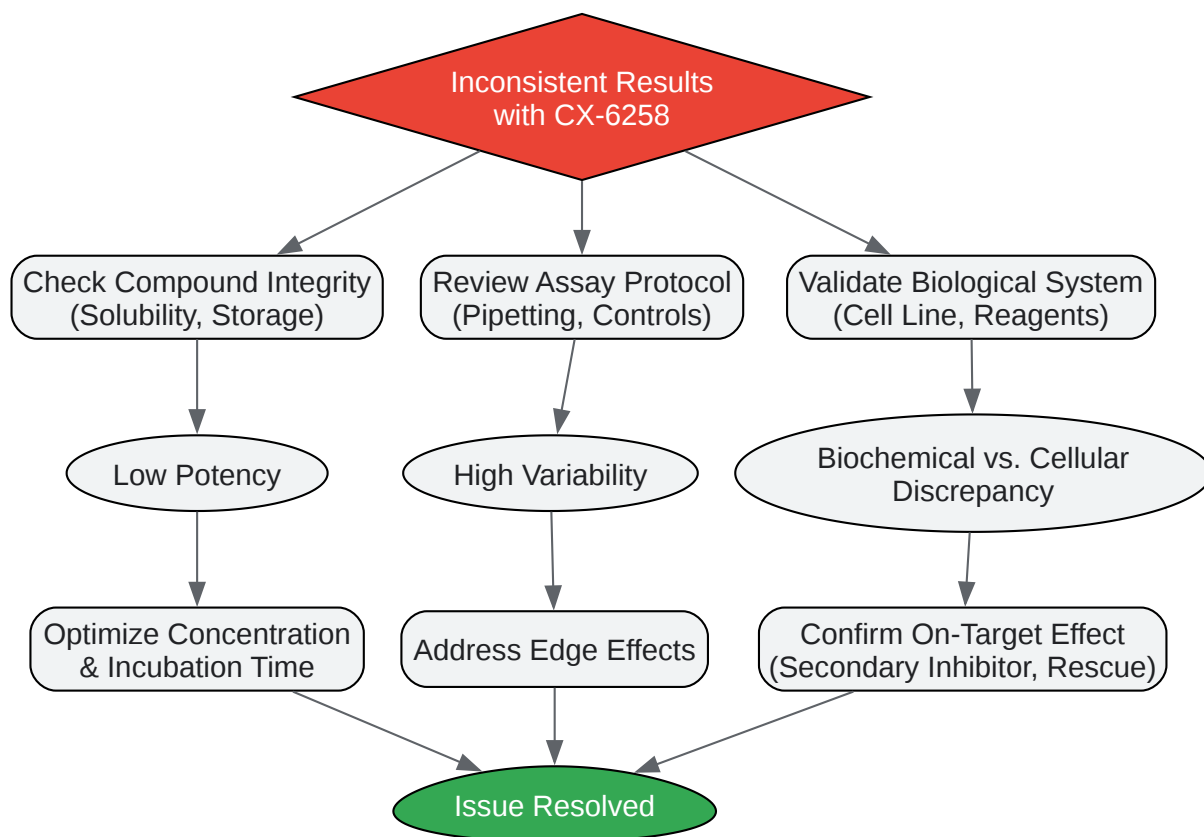 Inconsistent Results
with CX-6258
Check Compound Integrity
(Solubility, Storage)
Review Assay Protocol
(Pipetting, Controls)
Validate Biological System
(Cell Line, Reagents)
Low Potency
High Variability
Biochemical vs. Cellular
Discrepancy
Optimize Concentration
& Incubation Time
Address Edge Effects
Confirm On-Target Effect
(Secondary Inhibitor, Rescue)
Issue Resolved